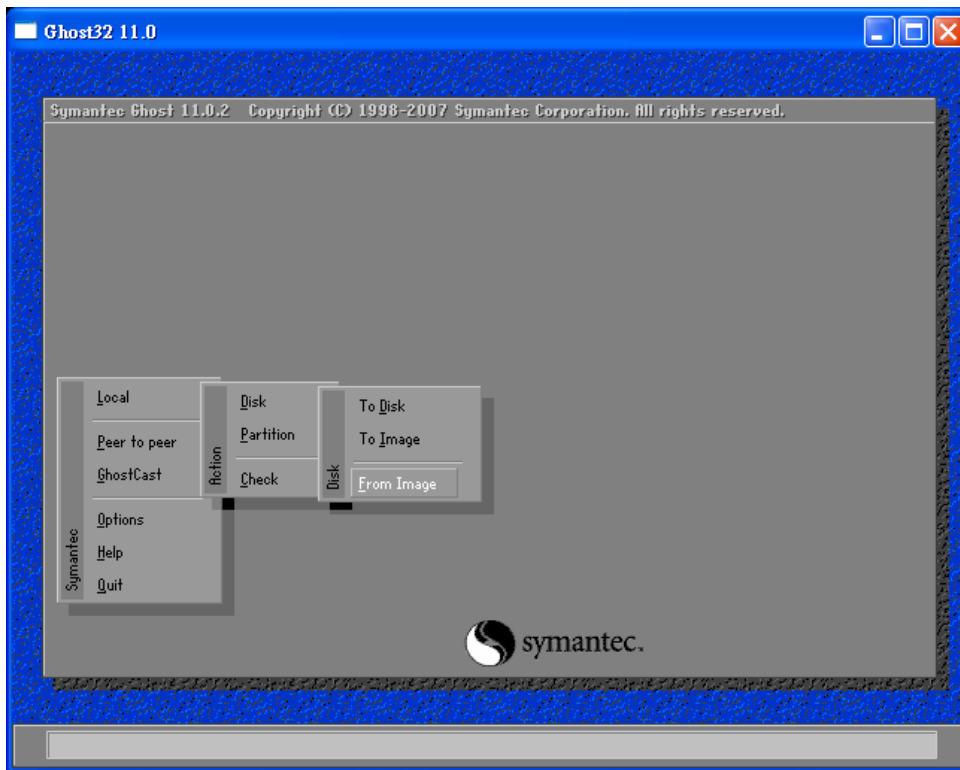 Ghost32 11.0
Symantec Ghost 11.0.2 Copyright (C) 1998-2007 Symantec Corporation. All rights reserved.
Local
Peer to peer
GhostCast
Options
Help
Quit
Symantec
Disk
Partition
Check
Action
To Disk
To Image
From Image
Disk
symantec.